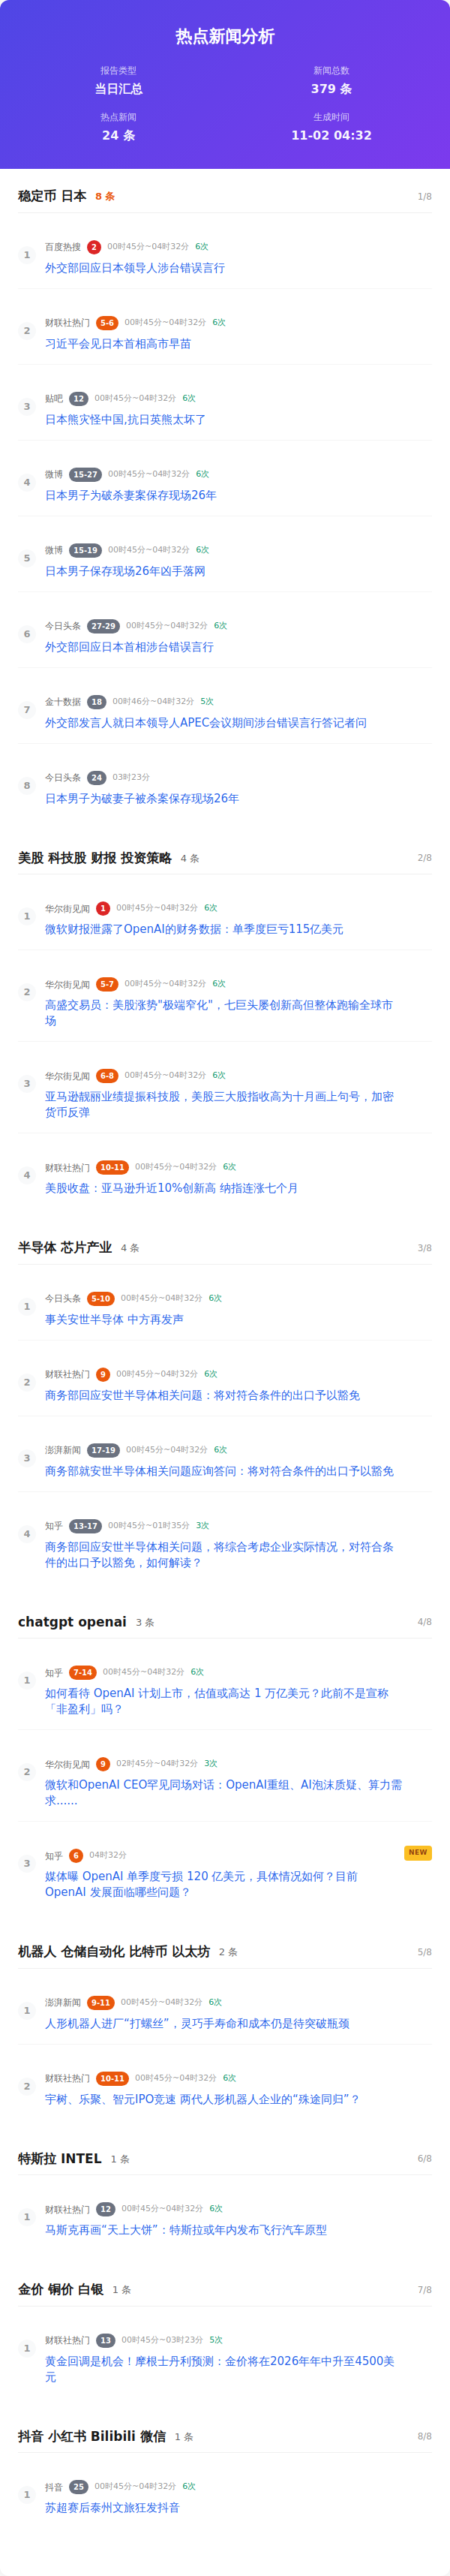 热点新闻分析
报告类型
当日汇总
新闻总数
379 条
热点新闻
24 条
生成时间
11-02 04:32
稳定币 日本 8 条 1/8
1
百度热搜 2 00时45分~04时32分 6次
外交部回应日本领导人涉台错误言行
2
财联社热门 5-6 00时45分~04时32分 6次
习近平会见日本首相高市早苗
3
贴吧 12 00时45分~04时32分 6次
日本熊灾怪中国,抗日英熊太坏了
4
微博 15-27 00时45分~04时32分 6次
日本男子为破杀妻案保存现场26年
5
微博 15-19 00时45分~04时32分 6次
日本男子保存现场26年凶手落网
6
今日头条 27-29 00时45分~04时32分 6次
外交部回应日本首相涉台错误言行
7
金十数据 18 00时46分~04时32分 5次
外交部发言人就日本领导人APEC会议期间涉台错误言行答记者问
8
今日头条 24 03时23分
日本男子为破妻子被杀案保存现场26年
美股 科技股 财报 投资策略 4 条 2/8
1
华尔街见闻 1 00时45分~04时32分 6次
微软财报泄露了OpenAI的财务数据：单季度巨亏115亿美元
2
华尔街见闻 5-7 00时45分~04时32分 6次
高盛交易员：美股涨势"极端窄化"，七巨头屡创新高但整体跑输全球市
场
3
华尔街见闻 6-8 00时45分~04时32分 6次
亚马逊靓丽业绩提振科技股，美股三大股指收高为十月画上句号，加密
货币反弹
4
财联社热门 10-11 00时45分~04时32分 6次
美股收盘：亚马逊升近10%创新高 纳指连涨七个月
半导体 芯片产业 4 条 3/8
1
今日头条 5-10 00时45分~04时32分 6次
事关安世半导体 中方再发声
2
财联社热门 9 00时45分~04时32分 6次
商务部回应安世半导体相关问题：将对符合条件的出口予以豁免
3
澎湃新闻 17-19 00时45分~04时32分 6次
商务部就安世半导体相关问题应询答问：将对符合条件的出口予以豁免
4
知乎 13-17 00时45分~01时35分 3次
商务部回应安世半导体相关问题，将综合考虑企业实际情况，对符合条
件的出口予以豁免，如何解读？
chatgpt openai 3 条 4/8
1
知乎 7-14 00时45分~04时32分 6次
如何看待 OpenAI 计划上市，估值或高达 1 万亿美元？此前不是宣称
「非盈利」吗？
2
华尔街见闻 9 02时45分~04时32分 3次
微软和OpenAI CEO罕见同场对话：OpenAI重组、AI泡沫质疑、算力需
求......
3
知乎 6 04时32分 NEW
媒体曝 OpenAI 单季度亏损 120 亿美元，具体情况如何？目前
OpenAI 发展面临哪些问题？
机器人 仓储自动化 比特币 以太坊 2 条 5/8
1
澎湃新闻 9-11 00时45分~04时32分 6次
人形机器人进厂“打螺丝”，灵巧手寿命和成本仍是待突破瓶颈
2
财联社热门 10-11 00时45分~04时32分 6次
宇树、乐聚、智元IPO竞速 两代人形机器人企业的“殊途同归”？
特斯拉 INTEL 1 条 6/8
1
财联社热门 12 00时45分~04时32分 6次
马斯克再画“天上大饼”：特斯拉或年内发布飞行汽车原型
金价 铜价 白银 1 条 7/8
1
财联社热门 13 00时45分~03时23分 5次
黄金回调是机会！摩根士丹利预测：金价将在2026年年中升至4500美
元
抖音 小红书 Bilibili 微信 1 条 8/8
1
抖音 25 00时45分~04时32分 6次
苏超赛后泰州文旅狂发抖音